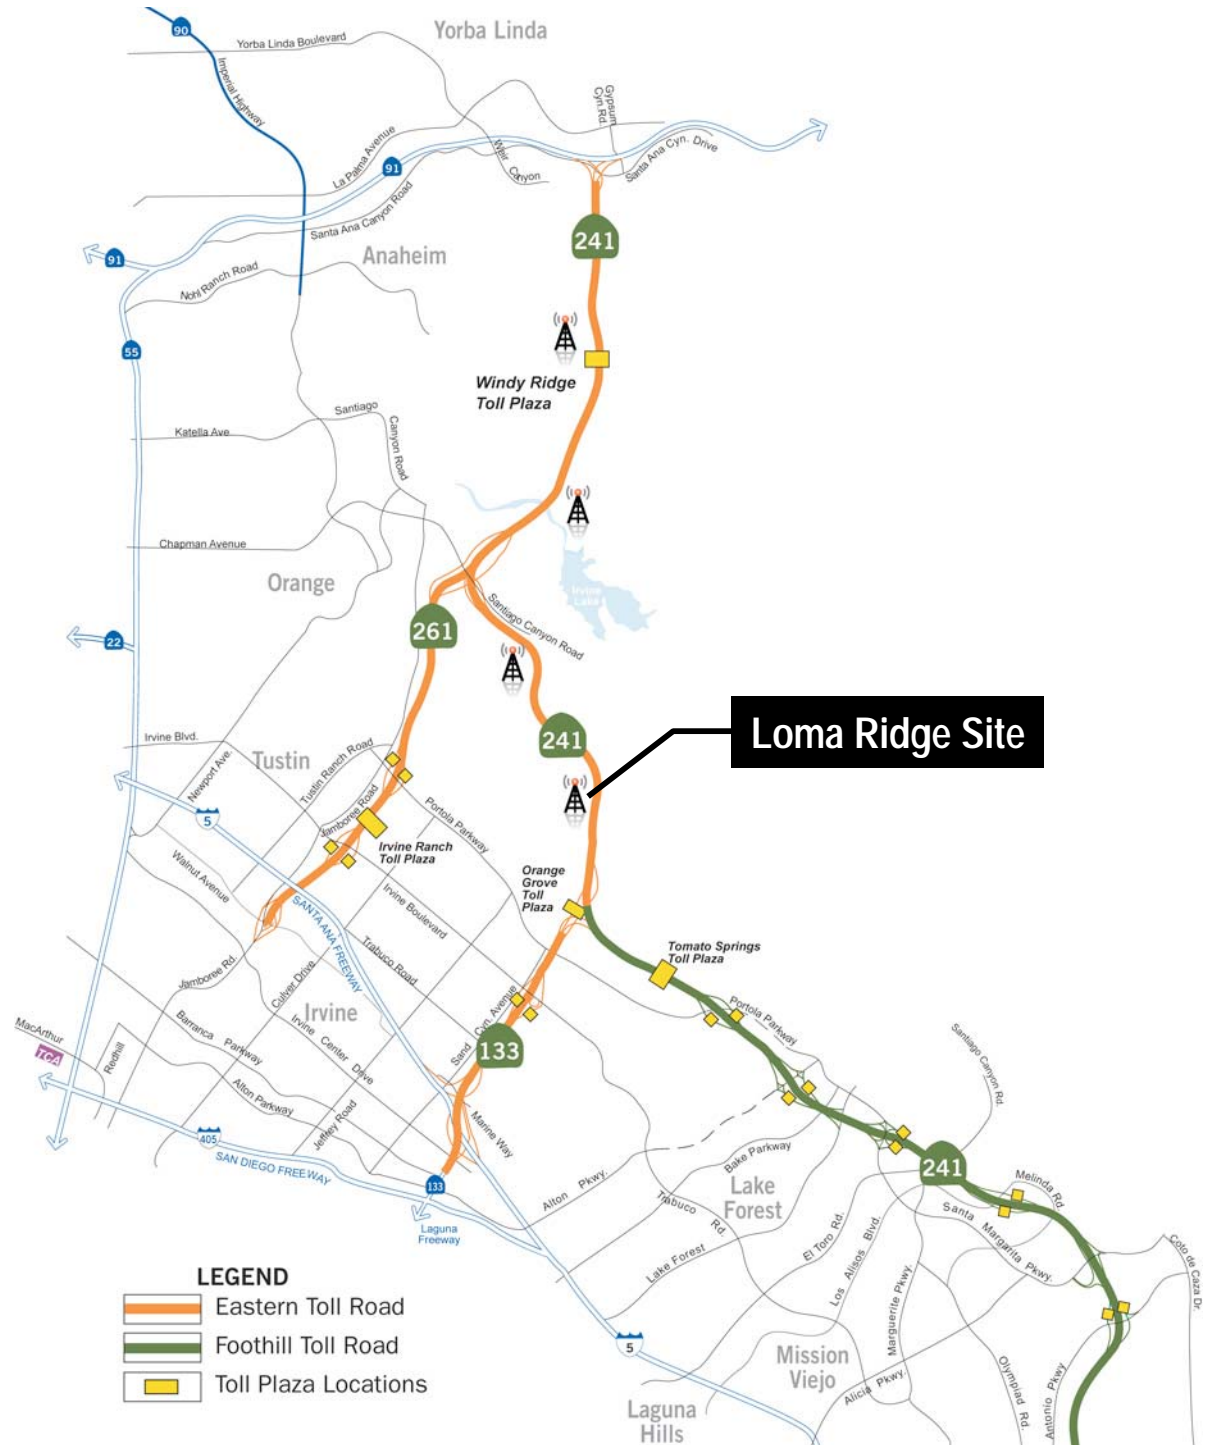 90
Yorba Linda
Yorba Linda Boulevard
Imperial Highway
Gypsum
Cyn.Rd.
La Palma Avenue
Weir Canyon
Santa Ana Cyn. Drive
91
Santa Ana Canyon Road
241
Anaheim
91
Nohl Ranch Road
55
Windy Ridge
Toll Plaza
Santiago
Canyon Road
Katella Ave
Chapman Avenue
Orange
Irvine
Lake
Santiago Canyon Road
261
22
Loma Ridge Site
241
Irvine Blvd.
Tustin
Newport Ave.
Tustin Ranch Road
Jamboree Road
Portola Parkway
5
Irvine Ranch
Toll Plaza
Walnut Avenue
Orange
Grove
Toll
Plaza
Irvine Boulevard
SANTA ANA FREEWAY
Trabuco Road
Tomato Springs
Toll Plaza
Jamboree Rd.
Culver Drive
Irvine
Sand Cyn. Avenue
Portola Parkway
MacArthur
TCA
Redhill
Barranca Parkway
Irvine Center Drive
133
Santiago Canyon Rd.
Alton Parkway
Jeffrey Road
Marine Way
405
SAN DIEGO FREEWAY
133
Laguna
Freeway
Alton Pkwy.
Bake Parkway
241
Lake
Forest
Trabuco Rd.
Melinda Rd.
Santa Margarita Pkwy.
El Toro Rd.
Los Alisos Blvd.
Lake Forest
Coto de Caza Dr.
Marguerite Pkwy.
5
Mission
Viejo
Alicia Pkwy.
Olympiad Rd.
Antonio Pkwy
Laguna
Hills
LEGEND
Eastern Toll Road
Foothill Toll Road
Toll Plaza Locations